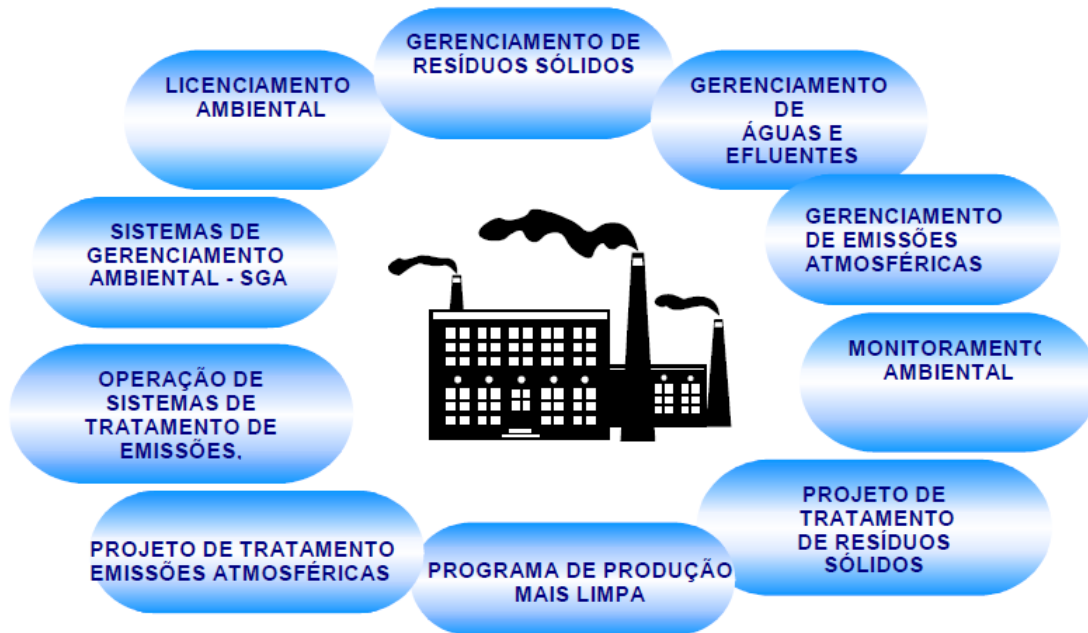 GERENCIAMENTO DE
RESÍDUOS SÓLIDOS
LICENCIAMENTO
AMBIENTAL
GERENCIAMENTO
DE
ÁGUAS E
EFLUENTES
SISTEMAS DE
GERENCIAMENTO
AMBIENTAL - SGA
GERENCIAMENTO
DE EMISSÕES
ATMOSFÉRICAS
OPERAÇÃO DE
SISTEMAS DE
TRATAMENTO DE
EMISSÕES.
MONITORAMENTO
AMBIENTAL
PROJETO DE TRATAMENTO
EMISSÕES ATMOSFÉRICAS
PROGRAMA DE PRODUÇÃO
MAIS LIMPA
PROJETO DE
TRATAMENTO
DE RESÍDUOS
SÓLIDOS